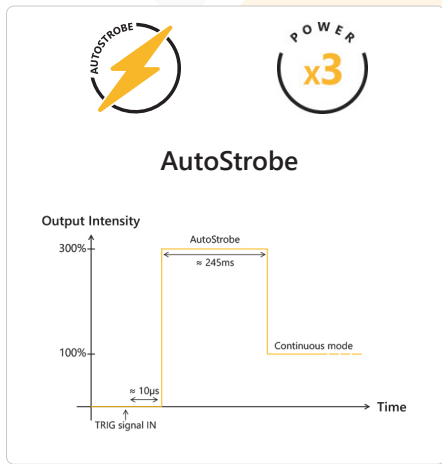 AUTOSTROBE
POWER
x3
AutoStrobe
Output Intensity
300%
AutoStrobe
≈ 245ms
100%
Continuous mode
≈ 10µs
Time
TRIG signal IN